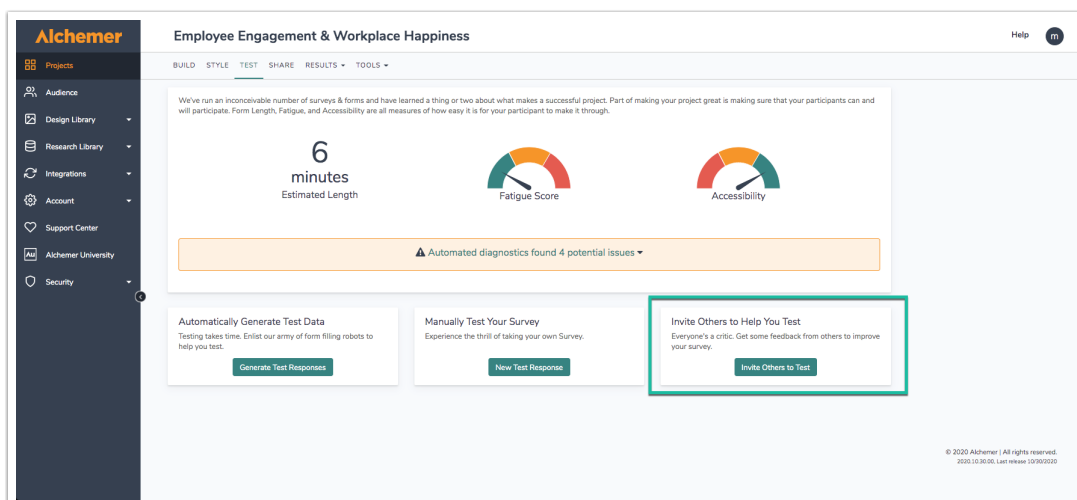 Alchemer
Employee Engagement & Workplace Happiness
Help
m
Projects
Audience
Design Library
Research Library
Integrations
Account
Support Center
Au Alchemer University
Security
BUILD STYLE TEST SHARE RESULTS TOOLS
We've run an inconceivable number of surveys & forms and have learned a thing or two about what makes a successful project. Part of making your project great is making sure that your participants can and
will participate. Form Length, Fatigue, and Accessibility are all measures of how easy it is for your participant to make it through.
6
minutes
Estimated Length
Fatigue Score
Accessibility
Automated diagnostics found 4 potential issues
Automatically Generate Test Data
Testing takes time. Enlist our army of form filling robots to
help you test.
Generate Test Responses
Manually Test Your Survey
Experience the thrill of taking your own Survey.
New Test Response
Invite Others to Help You Test
Everyone's a critic. Get some feedback from others to improve
your survey.
Invite Others to Test
© 2020 Alchemer | All rights reserved.
2020.10.30.00, Last release 10/30/2020